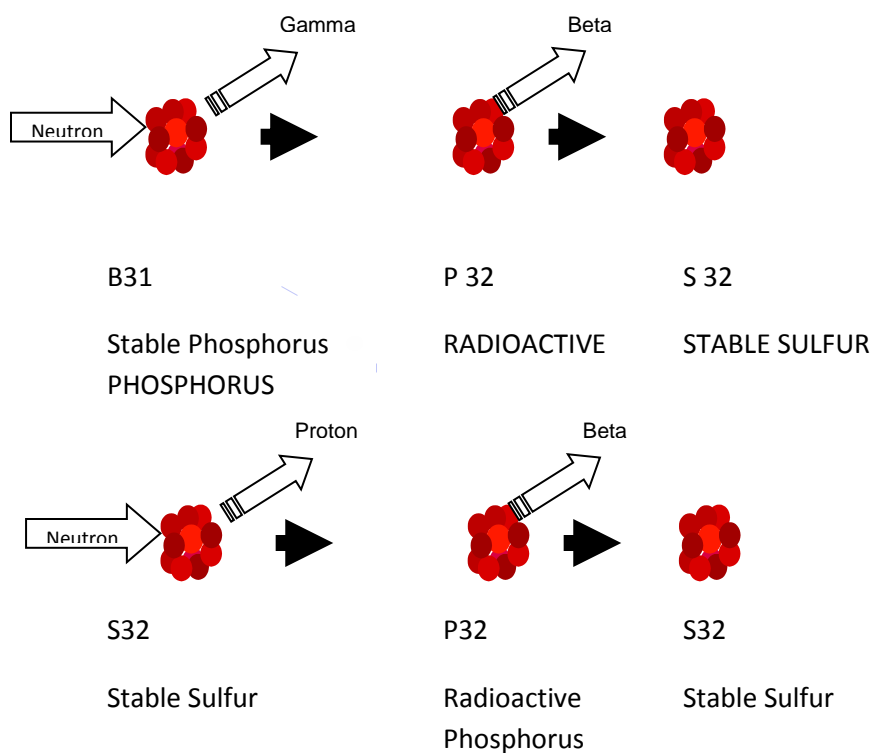 Gamma
Beta
Neutron
B31
P 32
S 32
Stable Phosphorus
RADIOACTIVE
STABLE SULFUR
PHOSPHORUS
Proton
Beta
Neutron
S32
P32
S32
Stable Sulfur
Radioactive
Stable Sulfur
Phosphorus